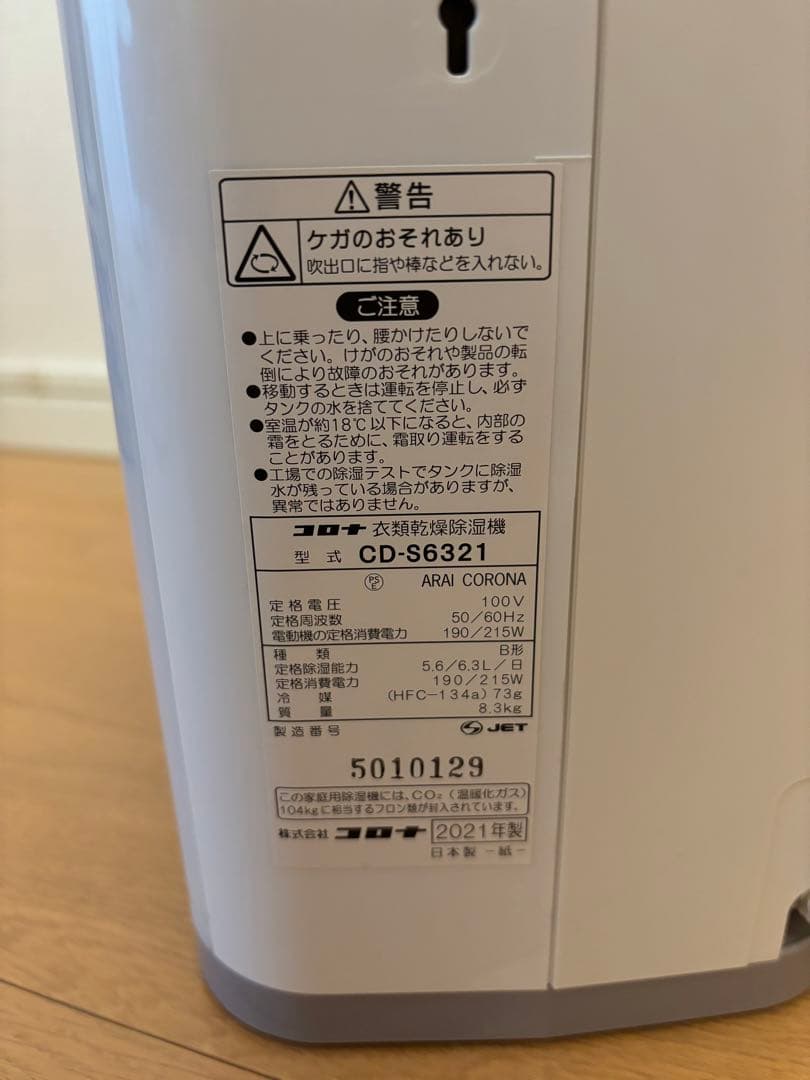 ⚠警告
ケガのおそれあり
吹出口に指や棒などを入れない。
ご注意
●上に乗ったり、腰かけたりしないで
ください。けがのおそれや製品の転
倒により故障のおそれがあります。
●移動するときは運転を停止し、必ず
タンクの水を捨ててください。
●室温が約18℃以下になると、内部の
霜をとるために、霜取り運転をする
ことがあります。
●工場での除湿テストでタンクに除湿
水が残っている場合がありますが、
異常ではありません。
コロナ 衣類乾燥除湿機
型式 CD-S6321
PSE ARAI CORONA
定格電圧 100V
定格周波数 50/60Hz
電動機の定格消費電力 190/215W
種類 B形
定格除湿能力 5.6/6.3L/日
定格消費電力 190/215W
冷媒 (HFC-134a) 73g
質量 8.3kg
製造番号 JET
5010129
この家庭用除湿機には、CO₂(温暖化ガス)
104kgに相当するフロン類が封入されています。
株式会社 コロナ 2021年製
日本製 -紙-